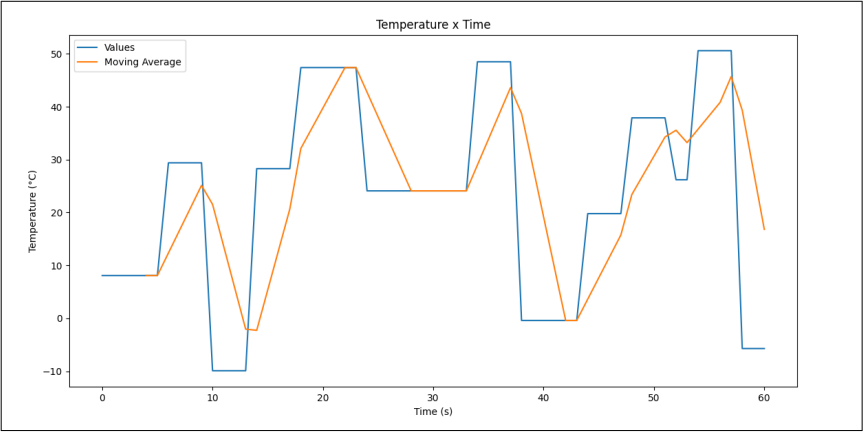 Temperature x Time
Values
Moving Average
50
40
30
20
10
0
−10
Temperature (°C)
0 10 20 30 40 50 60
Time (s)